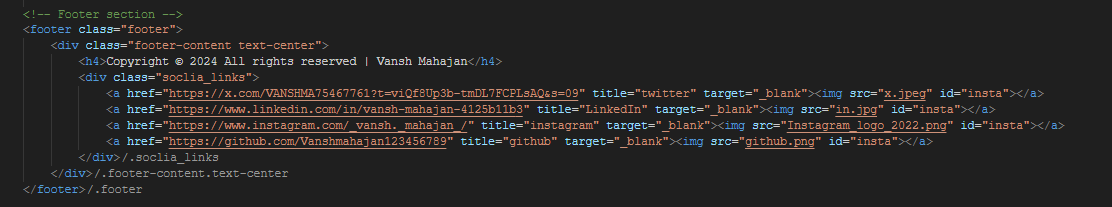 <!-- Footer section -->
<footer class="footer">
<div class="footer-content text-center">
<h4>Copyright © 2024 All rights reserved | Vansh Mahajan</h4>
<div class="soclia_links">
<a href="https://x.com/VANSHMA75467761?t=viQf8Up3b-tmDL7FCPLsAQ&s=09" title="twitter" target="_blank"><img src="x.jpeg" id="insta"></a>
<a href="https://www.linkedin.com/in/vansh-mahajan-4125b11b3" title="LinkedIn" target="_blank"><img src="in.jpg" id="insta"></a>
<a href="https://www.instagram.com/_vansh._mahajan_/" title="instagram" target="_blank"><img src="Instagram_logo_2022.png" id="insta"></a>
<a href="https://github.com/Vanshmahajan123456789" title="github" target="_blank"><img src="github.png" id="insta"></a>
</div>/.soclia_links
</div>/.footer-content.text-center
</footer>/.footer